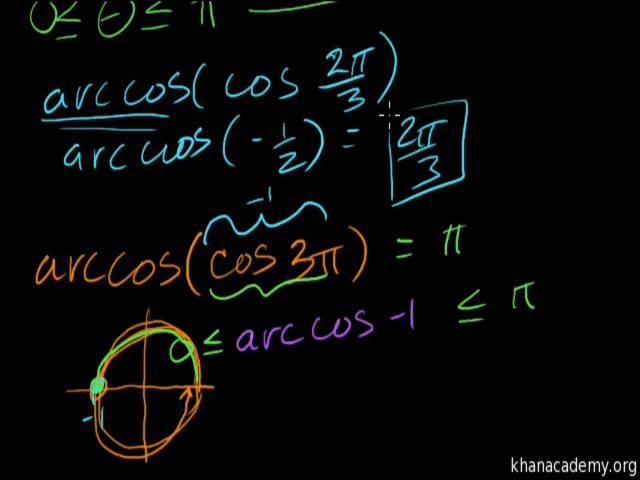 0 ≤ θ ≤ π
arccos(cos 2π/3)
arccos(-1/2) = 2π/3
-1
arccos(cos 3π) = π
0 ≤ arccos -1 ≤ π
-1
khanacademy.org